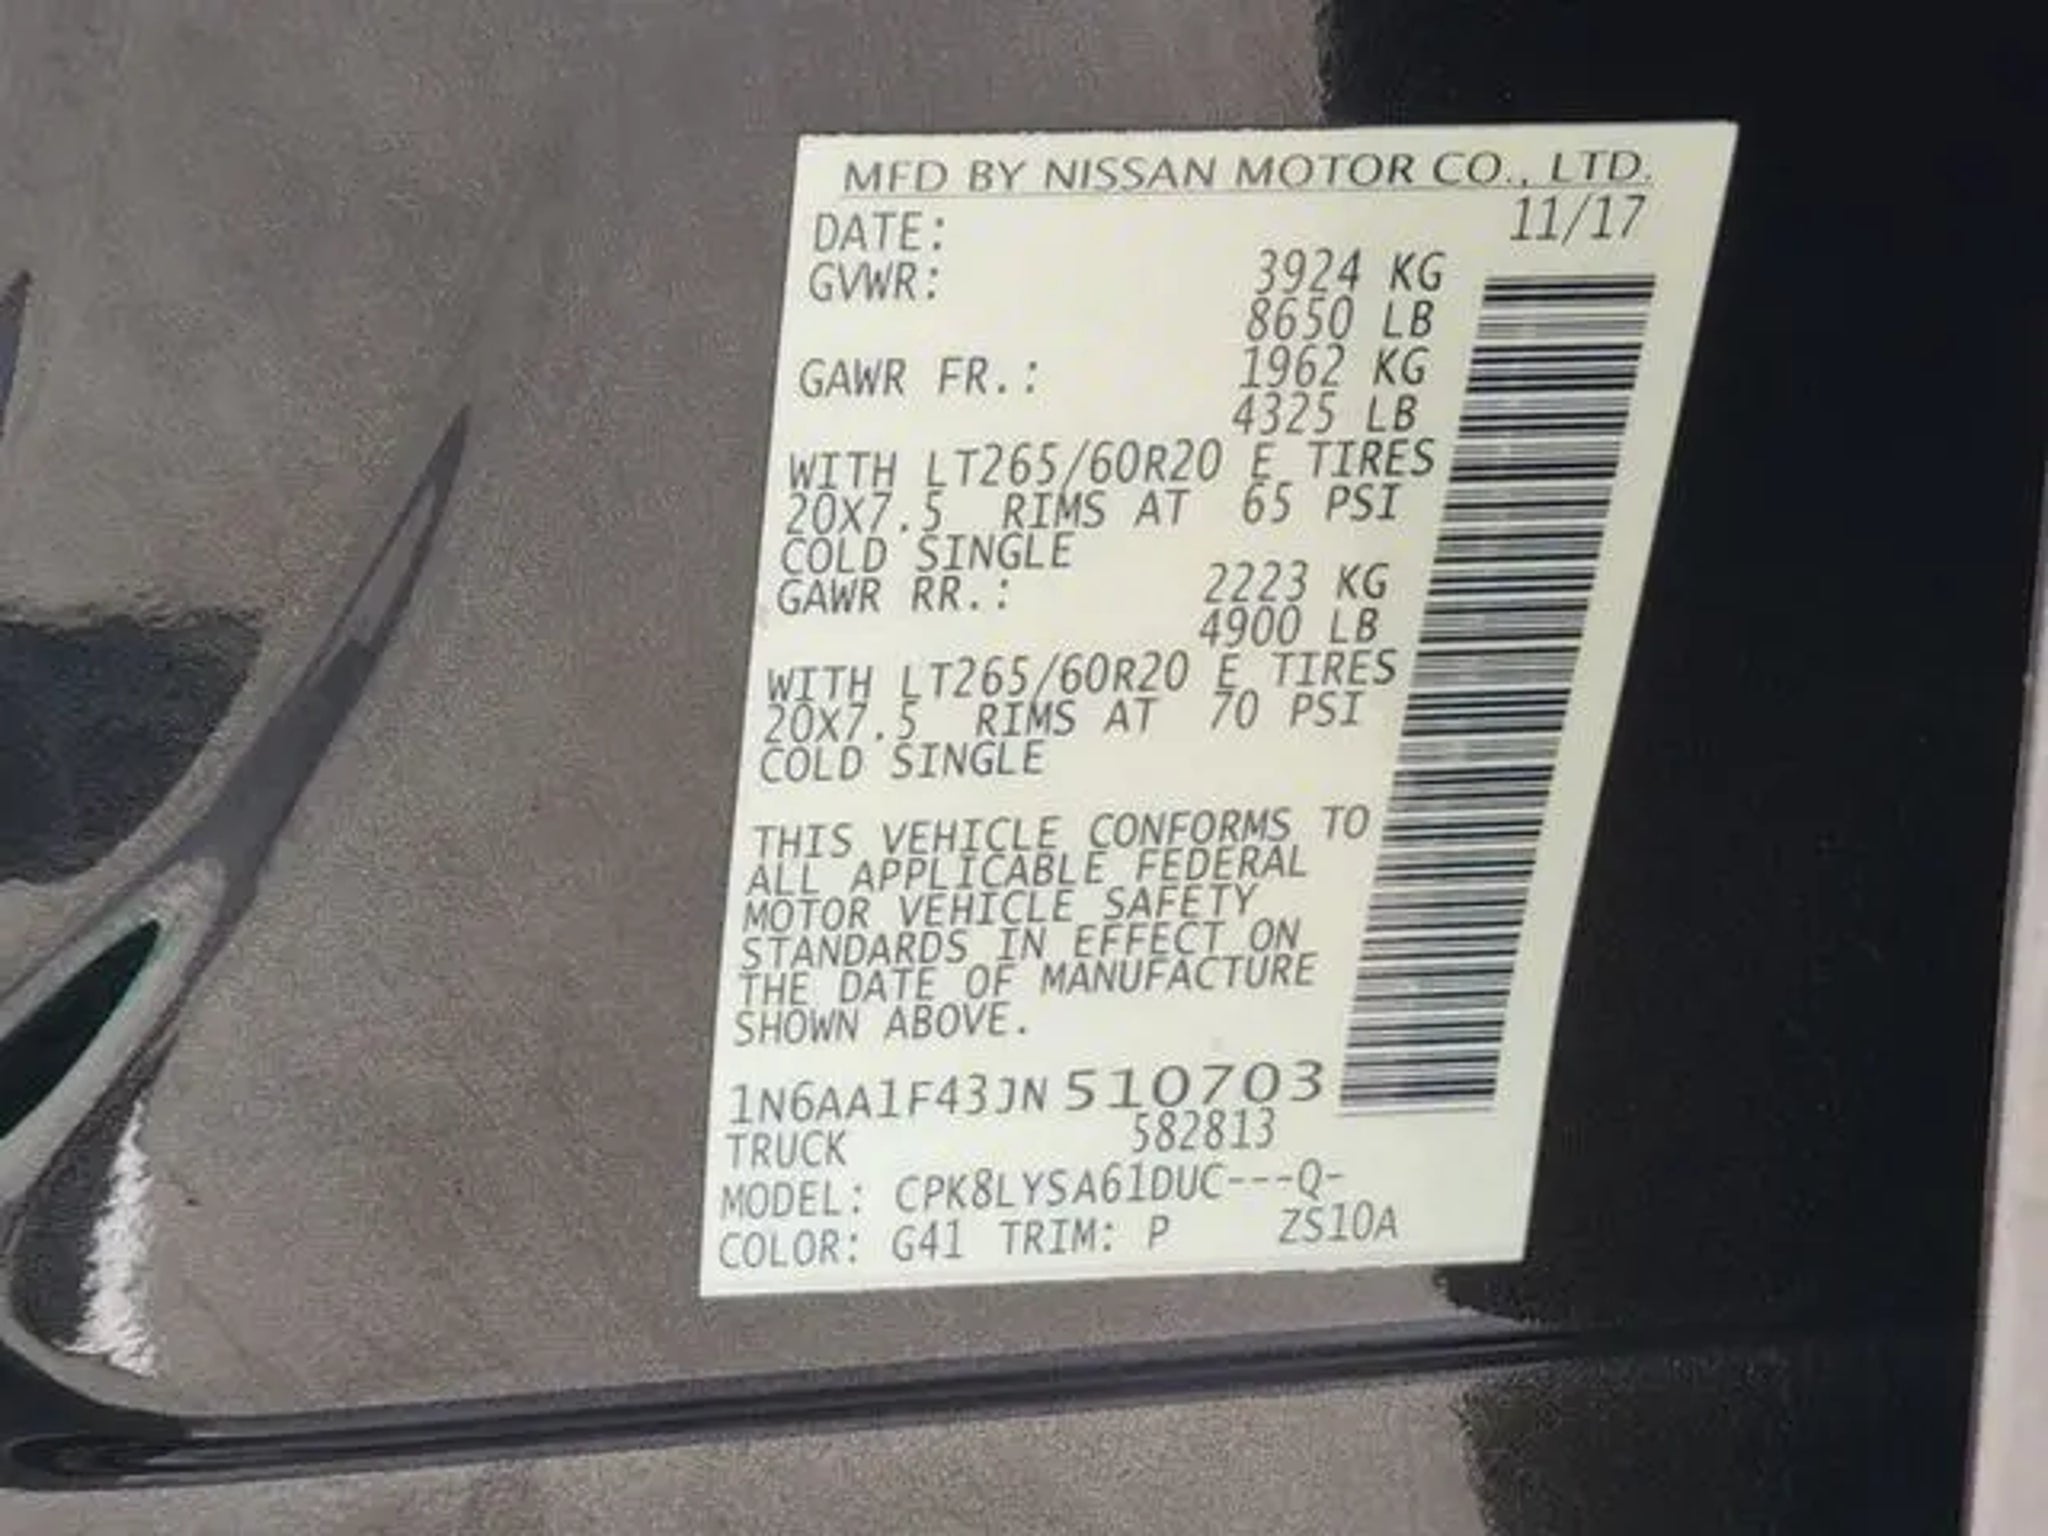 MFD BY NISSAN MOTOR CO., LTD.
DATE: 11/17
GVWR: 3924 KG
8650 LB
GAWR FR.: 1962 KG
4325 LB
WITH LT265/60R20 E TIRES
20X7.5 RIMS AT 65 PSI
COLD SINGLE
GAWR RR.: 2223 KG
4900 LB
WITH LT265/60R20 E TIRES
20X7.5 RIMS AT 70 PSI
COLD SINGLE
THIS VEHICLE CONFORMS TO
ALL APPLICABLE FEDERAL
MOTOR VEHICLE SAFETY
STANDARDS IN EFFECT ON
THE DATE OF MANUFACTURE
SHOWN ABOVE.
1N6AA1F43JN510703
TRUCK 582813
MODEL: CPK8LYSA61DUC---Q-
COLOR: G41 TRIM: P ZS10A